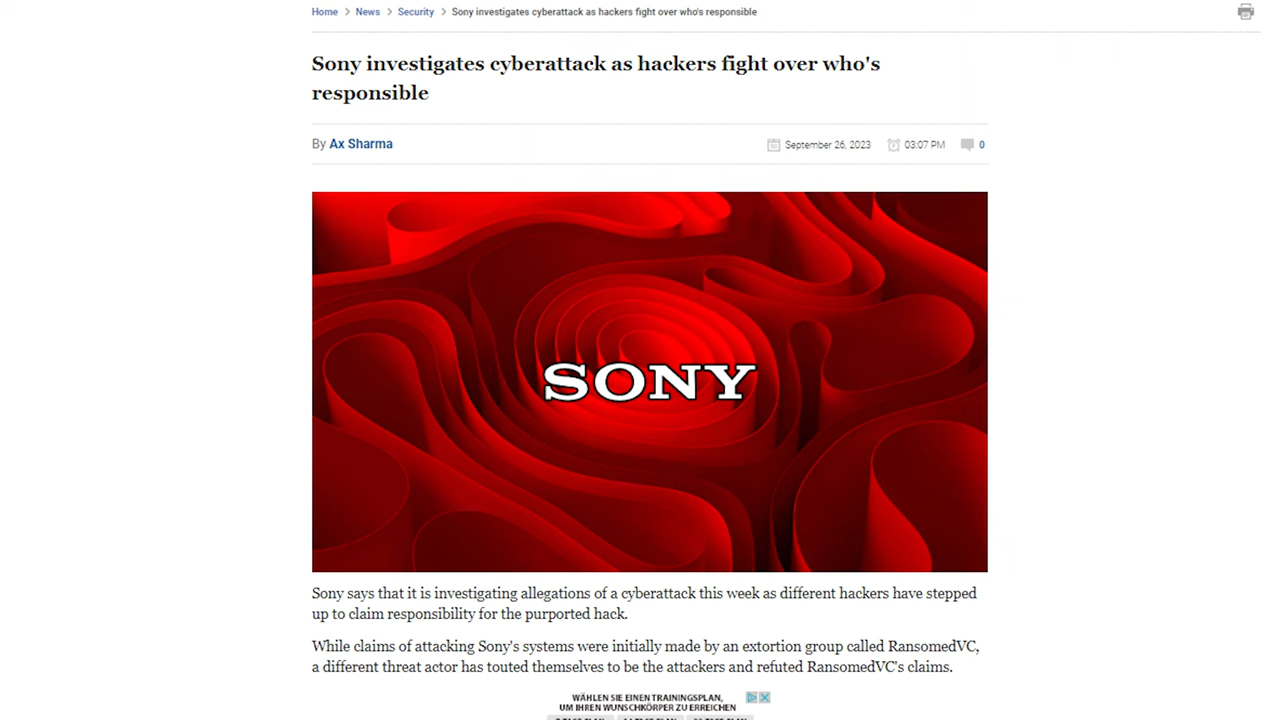 Home > News > Security > Sony investigates cyberattack as hackers fight over who's responsible
Sony investigates cyberattack as hackers fight over who's
responsible
By Ax Sharma
September 26, 2023 03:07 PM 0
SONY
Sony says that it is investigating allegations of a cyberattack this week as different hackers have stepped
up to claim responsibility for the purported hack.
While claims of attacking Sony's systems were initially made by an extortion group called RansomedVC,
a different threat actor has touted themselves to be the attackers and refuted RansomedVC's claims.
WÄHLEN SIE EINEN TRAININGSPLAN,
UM IHREN WUNSCHKÖRPER ZU ERREICHEN